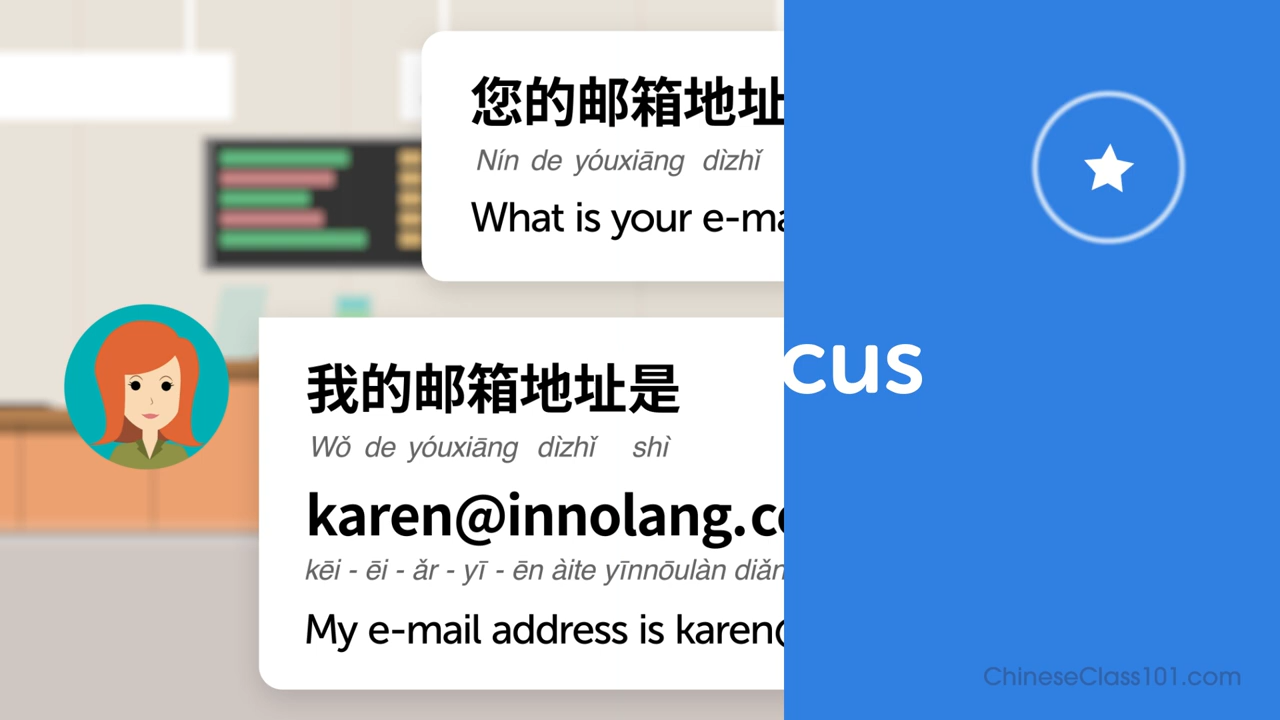 您的邮箱地址
Nín de yóuxiāng dìzhǐ
What is your e-ma
我的邮箱地址是
Wǒ de yóuxiāng dìzhǐ shì
karen@innolang.c
kēi - ēi - ǎr - yī - ēn àite yīnnōulàn diǎn
My e-mail address is karen@
cus
ChineseClass101.com